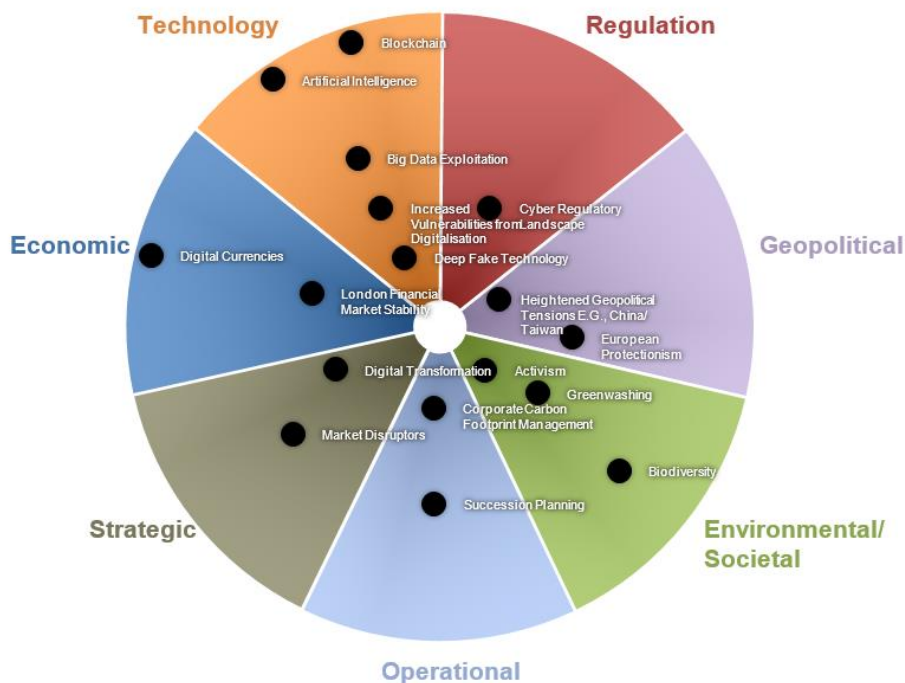 Technology
Regulation
Blockchain
Artificial Intelligence
Big Data Exploitation
Increased
Vulnerabilities from
Digitalisation
Cyber Regulatory
Landscape
Deep Fake Technology
Economic
Geopolitical
Digital Currencies
London Financial
Market Stability
Heightened Geopolitical
Tensions E.G., China/
Taiwan
European
Protectionism
Digital Transformation
Activism
Greenwashing
Corporate Carbon
Footprint Management
Market Disruptors
Biodiversity
Succession Planning
Strategic
Environmental/
Societal
Operational